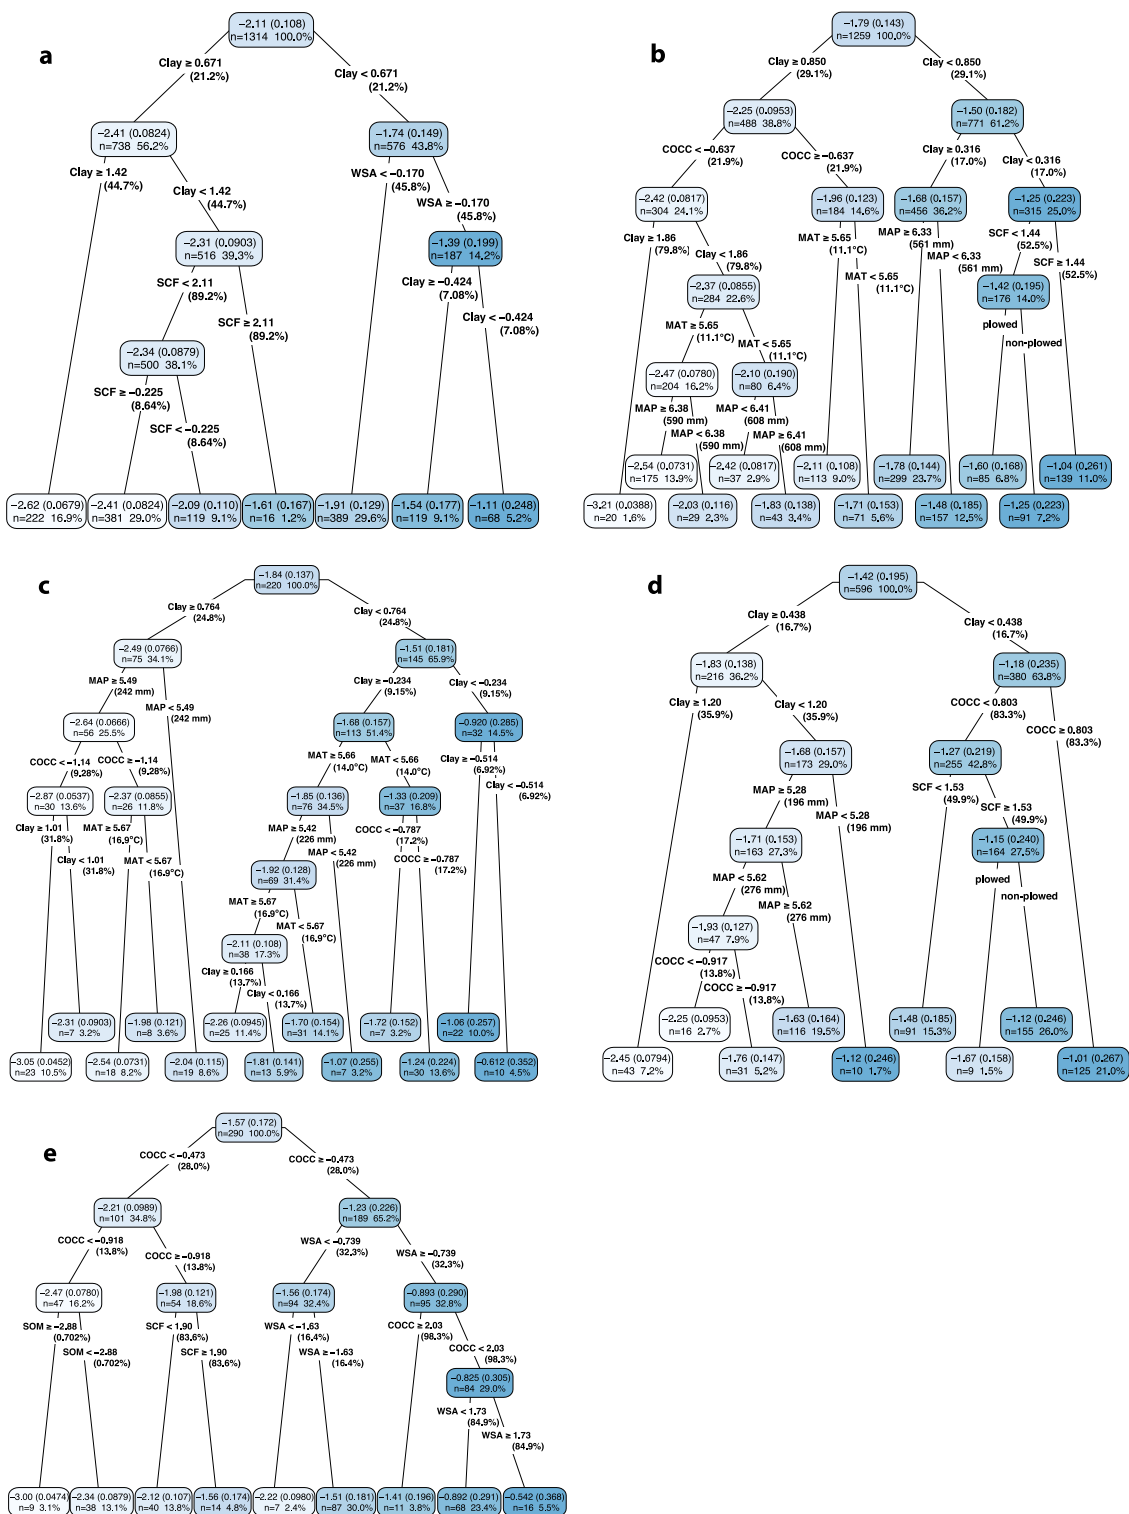 a
−2.11 (0.108)
n=1314 100.0%
Clay ≥ 0.671
(21.2%)
Clay < 0.671
(21.2%)
−2.41 (0.0824)
n=738 56.2%
−1.74 (0.149)
n=576 43.8%
Clay ≥ 1.42
(44.7%)
Clay < 1.42
(44.7%)
WSA < −0.170
(45.8%)
WSA ≥ −0.170
(45.8%)
−2.31 (0.0903)
n=516 39.3%
−1.39 (0.199)
n=187 14.2%
SCF < 2.11
(89.2%)
SCF ≥ 2.11
(89.2%)
Clay ≥ −0.424
(7.08%)
Clay < −0.424
(7.08%)
−2.34 (0.0879)
n=500 38.1%
SCF ≥ −0.225
(8.64%)
SCF < −0.225
(8.64%)
−2.62 (0.0679)
n=222 16.9%
−2.41 (0.0824)
n=381 29.0%
−2.09 (0.110)
n=119 9.1%
−1.61 (0.167)
n=16 1.2%
−1.91 (0.129)
n=389 29.6%
−1.54 (0.177)
n=119 9.1%
−1.11 (0.248)
n=68 5.2%
b
−1.79 (0.143)
n=1259 100.0%
Clay ≥ 0.850
(29.1%)
Clay < 0.850
(29.1%)
−2.25 (0.0953)
n=488 38.8%
−1.50 (0.182)
n=771 61.2%
COCC < −0.637
(21.9%)
COCC ≥ −0.637
(21.9%)
Clay ≥ 0.316
(17.0%)
Clay < 0.316
(17.0%)
−2.42 (0.0817)
n=304 24.1%
−1.96 (0.123)
n=184 14.6%
−1.68 (0.157)
n=456 36.2%
−1.25 (0.223)
n=315 25.0%
Clay ≥ 1.86
(79.8%)
Clay < 1.86
(79.8%)
MAT ≥ 5.65
(11.1°C)
MAT < 5.65
(11.1°C)
MAP ≥ 6.33
(561 mm)
MAP < 6.33
(561 mm)
SCF < 1.44
(52.5%)
SCF ≥ 1.44
(52.5%)
−2.37 (0.0855)
n=284 22.6%
−1.42 (0.195)
n=176 14.0%
MAT ≥ 5.65
(11.1°C)
MAT < 5.65
(11.1°C)
plowed
non-plowed
−2.47 (0.0780)
n=204 16.2%
−2.10 (0.190)
n=80 6.4%
MAP ≥ 6.38
(590 mm)
MAP < 6.38
(590 mm)
MAP < 6.41
(608 mm)
MAP ≥ 6.41
(608 mm)
−2.54 (0.0731)
n=175 13.9%
−2.42 (0.0817)
n=37 2.9%
−2.11 (0.108)
n=113 9.0%
−1.78 (0.144)
n=299 23.7%
−1.60 (0.168)
n=85 6.8%
−1.04 (0.261)
n=139 11.0%
−3.21 (0.0388)
n=20 1.6%
−2.03 (0.116)
n=29 2.3%
−1.83 (0.138)
n=43 3.4%
−1.71 (0.153)
n=71 5.6%
−1.48 (0.185)
n=157 12.5%
−1.25 (0.223)
n=91 7.2%
c
−1.84 (0.137)
n=220 100.0%
Clay ≥ 0.764
(24.8%)
Clay < 0.764
(24.8%)
−2.49 (0.0766)
n=75 34.1%
−1.51 (0.181)
n=145 65.9%
MAP ≥ 5.49
(242 mm)
MAP < 5.49
(242 mm)
Clay ≥ −0.234
(9.15%)
Clay < −0.234
(9.15%)
−2.64 (0.0666)
n=56 25.5%
−1.68 (0.157)
n=113 51.4%
−0.920 (0.285)
n=32 14.5%
COCC < −1.14
(9.28%)
COCC ≥ −1.14
(9.28%)
MAT ≥ 5.66
(14.0°C)
MAT < 5.66
(14.0°C)
Clay ≥ −0.514
(6.92%)
Clay < −0.514
(6.92%)
−2.87 (0.0537)
n=30 13.6%
−2.37 (0.0855)
n=26 11.8%
−1.85 (0.136)
n=76 34.5%
−1.33 (0.209)
n=37 16.8%
Clay ≥ 1.01
(31.8%)
Clay < 1.01
(31.8%)
MAT ≥ 5.67
(16.9°C)
MAT < 5.67
(16.9°C)
MAP ≥ 5.42
(226 mm)
MAP < 5.42
(226 mm)
COCC < −0.787
(17.2%)
COCC ≥ −0.787
(17.2%)
−1.92 (0.128)
n=69 31.4%
MAT ≥ 5.67
(16.9°C)
MAT < 5.67
(16.9°C)
−2.11 (0.108)
n=38 17.3%
Clay ≥ 0.166
(13.7%)
Clay < 0.166
(13.7%)
−2.31 (0.0903)
n=7 3.2%
−1.98 (0.121)
n=8 3.6%
−2.26 (0.0945)
n=25 11.4%
−1.70 (0.154)
n=31 14.1%
−1.72 (0.152)
n=7 3.2%
−1.06 (0.257)
n=22 10.0%
−3.05 (0.0452)
n=23 10.5%
−2.54 (0.0731)
n=18 8.2%
−2.04 (0.115)
n=19 8.6%
−1.81 (0.141)
n=13 5.9%
−1.07 (0.255)
n=7 3.2%
−1.24 (0.224)
n=30 13.6%
−0.612 (0.352)
n=10 4.5%
d
−1.42 (0.195)
n=596 100.0%
Clay ≥ 0.438
(16.7%)
Clay < 0.438
(16.7%)
−1.83 (0.138)
n=216 36.2%
−1.18 (0.235)
n=380 63.8%
Clay ≥ 1.20
(35.9%)
Clay < 1.20
(35.9%)
COCC < 0.803
(83.3%)
COCC ≥ 0.803
(83.3%)
−1.68 (0.157)
n=173 29.0%
−1.27 (0.219)
n=255 42.8%
MAP ≥ 5.28
(196 mm)
MAP < 5.28
(196 mm)
SCF < 1.53
(49.9%)
SCF ≥ 1.53
(49.9%)
−1.71 (0.153)
n=163 27.3%
−1.15 (0.240)
n=164 27.5%
MAP < 5.62
(276 mm)
MAP ≥ 5.62
(276 mm)
plowed
non-plowed
−1.93 (0.127)
n=47 7.9%
COCC < −0.917
(13.8%)
COCC ≥ −0.917
(13.8%)
−2.25 (0.0953)
n=16 2.7%
−1.63 (0.164)
n=116 19.5%
−1.48 (0.185)
n=91 15.3%
−1.12 (0.246)
n=155 26.0%
−2.45 (0.0794)
n=43 7.2%
−1.76 (0.147)
n=31 5.2%
−1.12 (0.246)
n=10 1.7%
−1.67 (0.158)
n=9 1.5%
−1.01 (0.267)
n=125 21.0%
e
−1.57 (0.172)
n=290 100.0%
COCC < −0.473
(28.0%)
COCC ≥ −0.473
(28.0%)
−2.21 (0.0989)
n=101 34.8%
−1.23 (0.226)
n=189 65.2%
COCC < −0.918
(13.8%)
COCC ≥ −0.918
(13.8%)
WSA < −0.739
(32.3%)
WSA ≥ −0.739
(32.3%)
−2.47 (0.0780)
n=47 16.2%
−1.98 (0.121)
n=54 18.6%
−1.56 (0.174)
n=94 32.4%
−0.893 (0.290)
n=95 32.8%
SOM ≥ −2.88
(0.702%)
SOM < −2.88
(0.702%)
SCF < 1.90
(83.6%)
SCF ≥ 1.90
(83.6%)
WSA < −1.63
(16.4%)
WSA ≥ −1.63
(16.4%)
COCC ≥ 2.03
(98.3%)
COCC < 2.03
(98.3%)
−0.825 (0.305)
n=84 29.0%
WSA < 1.73
(84.9%)
WSA ≥ 1.73
(84.9%)
−3.00 (0.0474)
n=9 3.1%
−2.34 (0.0879)
n=38 13.1%
−2.12 (0.107)
n=40 13.8%
−1.56 (0.174)
n=14 4.8%
−2.22 (0.0980)
n=7 2.4%
−1.51 (0.181)
n=87 30.0%
−1.41 (0.196)
n=11 3.8%
−0.892 (0.291)
n=68 23.4%
−0.542 (0.368)
n=16 5.5%